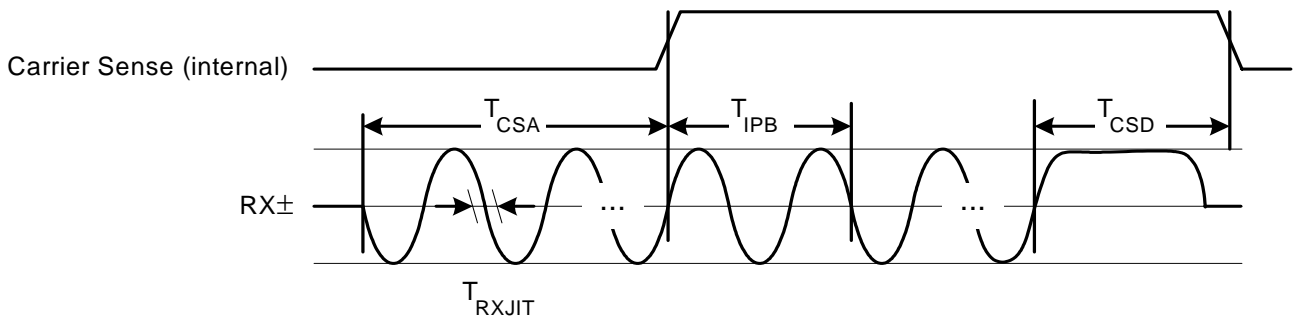 Carrier Sense (internal)
TCSA
TIPB
TCSD
RX±
...
...
TRXJIT